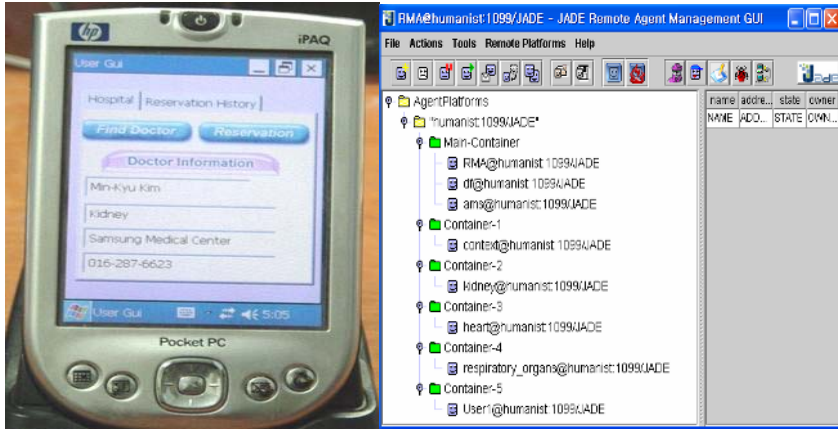 hp
iPAQ
User Gui
Hospital Reservation History
Find Doctor Reservation
Doctor Information
Min-Kyu Kim
Kidney
Samsung Medical Center
016-287-6623
User Gui 5:05
Pocket PC
RMA@humanist:1099/JADE - JADE Remote Agent Management GUI
File Actions Tools Remote Platforms Help
Jade
AgentPlatforms
"humanist:1099/JADE"
Main-Container
RMA@humanist:1099/JADE
df@humanist:1099/JADE
ams@humanist:1099/JADE
Container-1
context@humanist:1099/JADE
Container-2
kidney@humanist:1099/JADE
Container-3
heart@humanist:1099/JADE
Container-4
respiratory_organs@humanist:1099/JADE
Container-5
User1@humanist:1099/JADE
name addre... state owner
NAME ADD... STATE OWN...